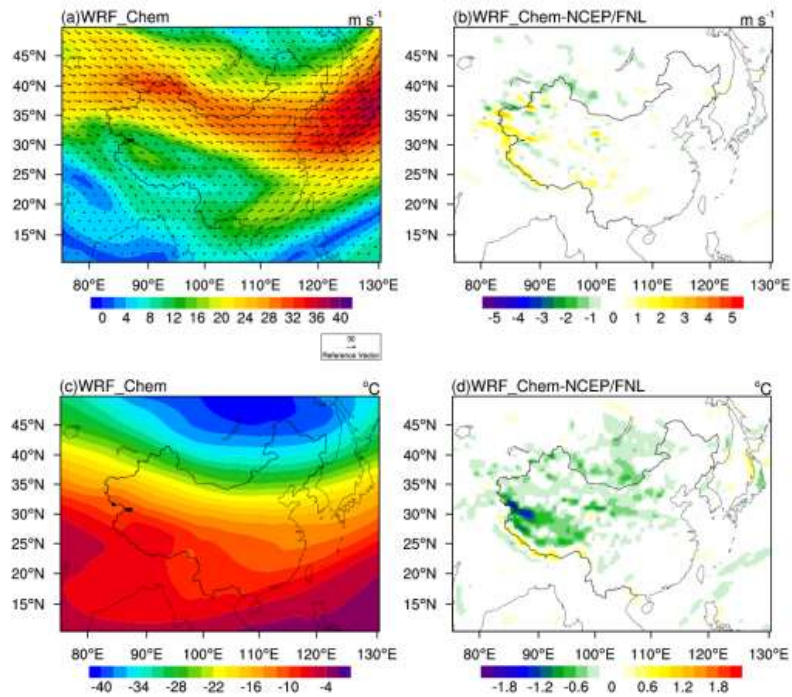 (a)WRF_Chem m s⁻¹
(b)WRF_Chem-NCEP/FNL m s⁻¹
45°N
40°N
35°N
30°N
25°N
20°N
15°N
45°N
40°N
35°N
30°N
25°N
20°N
15°N
80°E 90°E 100°E 110°E 120°E 130°E
80°E 90°E 100°E 110°E 120°E 130°E
0 4 8 12 16 20 24 28 32 36 40
-5 -4 -3 -2 -1 0 1 2 3 4 5
30
Reference Vector
(c)WRF_Chem °C
(d)WRF_Chem-NCEP/FNL °C
45°N
40°N
35°N
30°N
25°N
20°N
15°N
45°N
40°N
35°N
30°N
25°N
20°N
15°N
80°E 90°E 100°E 110°E 120°E 130°E
80°E 90°E 100°E 110°E 120°E 130°E
-40 -34 -28 -22 -16 -10 -4
-1.8 -1.2 -0.6 0 0.6 1.2 1.8